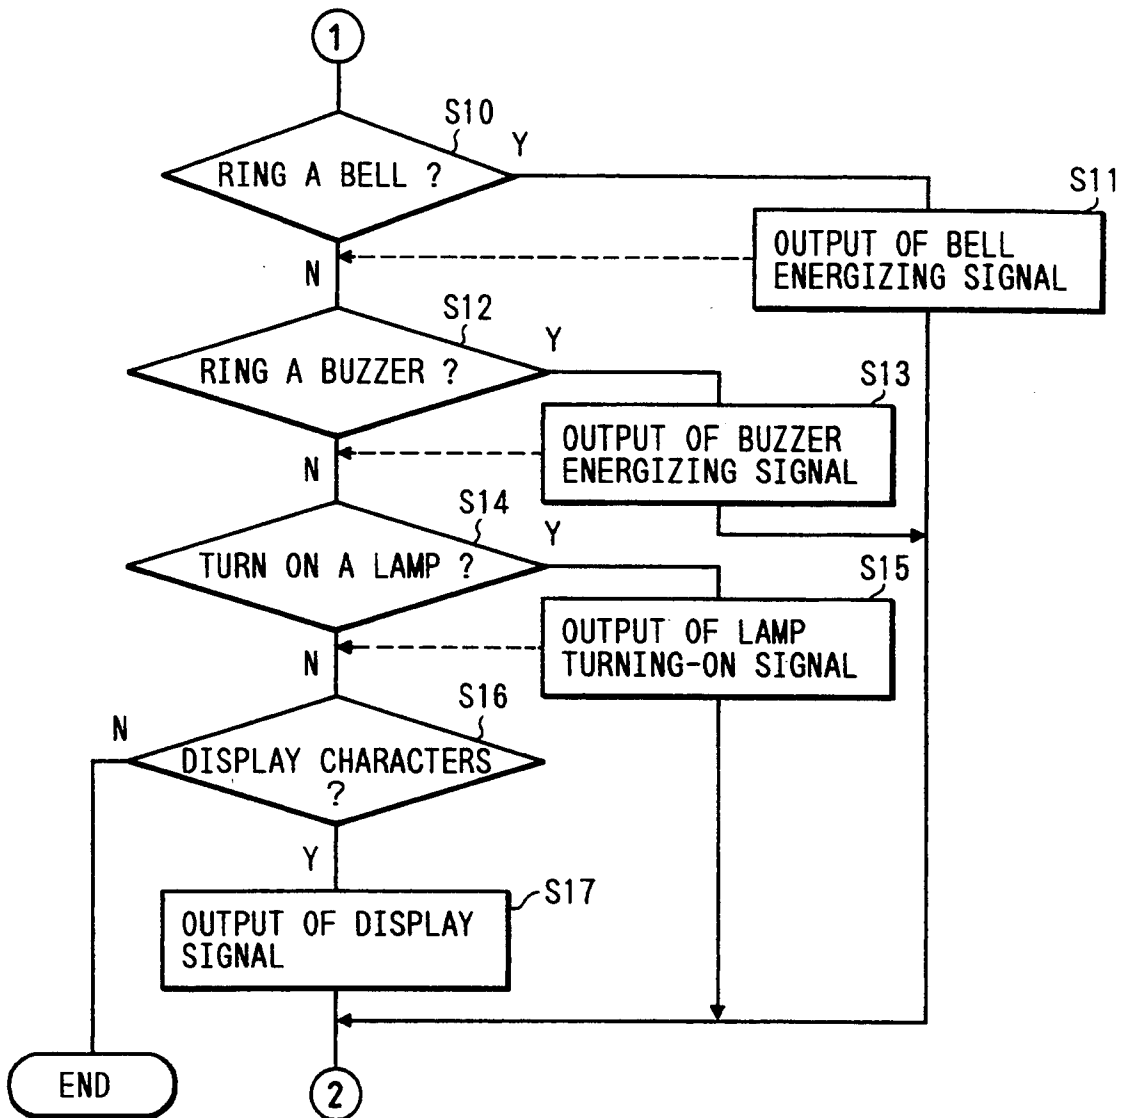 1
S10
Y
RING A BELL ?
S11
OUTPUT OF BELL
ENERGIZING SIGNAL
N
S12
Y
RING A BUZZER ?
S13
OUTPUT OF BUZZER
ENERGIZING SIGNAL
N
S14
Y
TURN ON A LAMP ?
S15
OUTPUT OF LAMP
TURNING-ON SIGNAL
N
S16
N
DISPLAY CHARACTERS
?
Y
S17
OUTPUT OF DISPLAY
SIGNAL
END
2